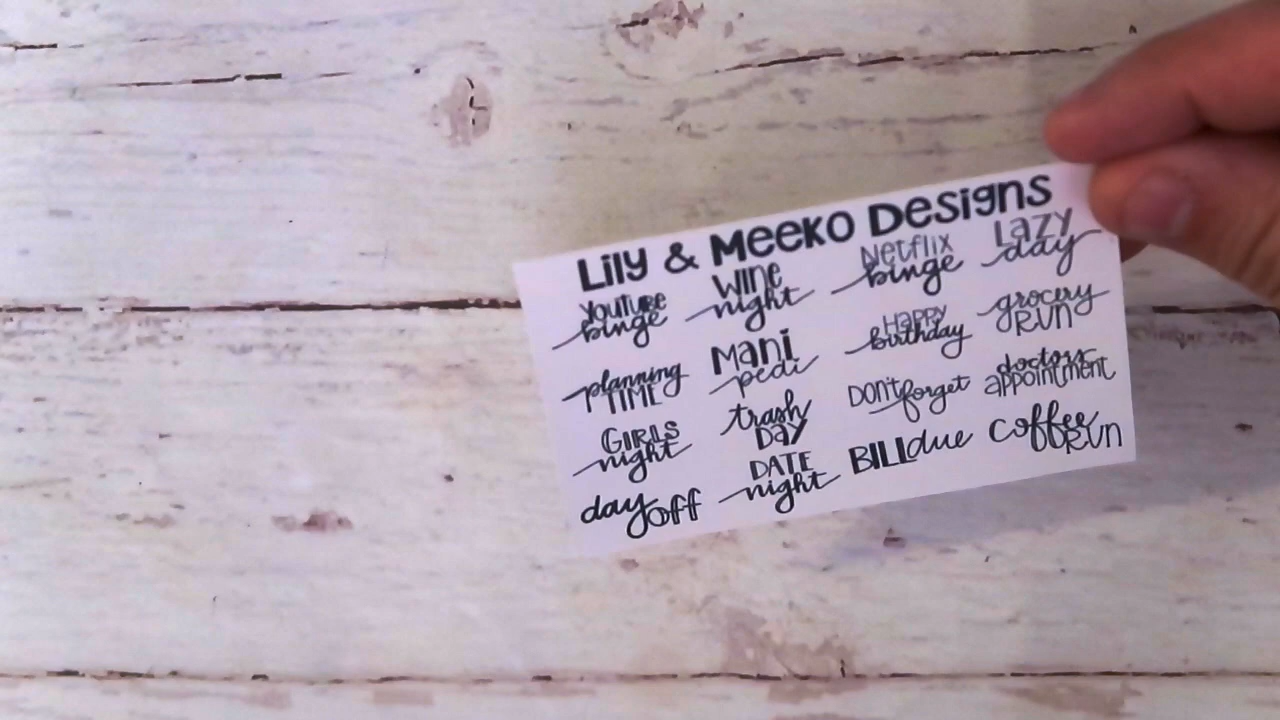 Lily & Meeko Designs
YouTube binge
Wine night
Netflix binge
Lazy day
planning TIME
Mani pedi
HAPPY birthday
grocery RUN
GIRLS night
trash Day
DON'T forget
doctors appointment
day off
DATE night
BILL due
coffee RUN